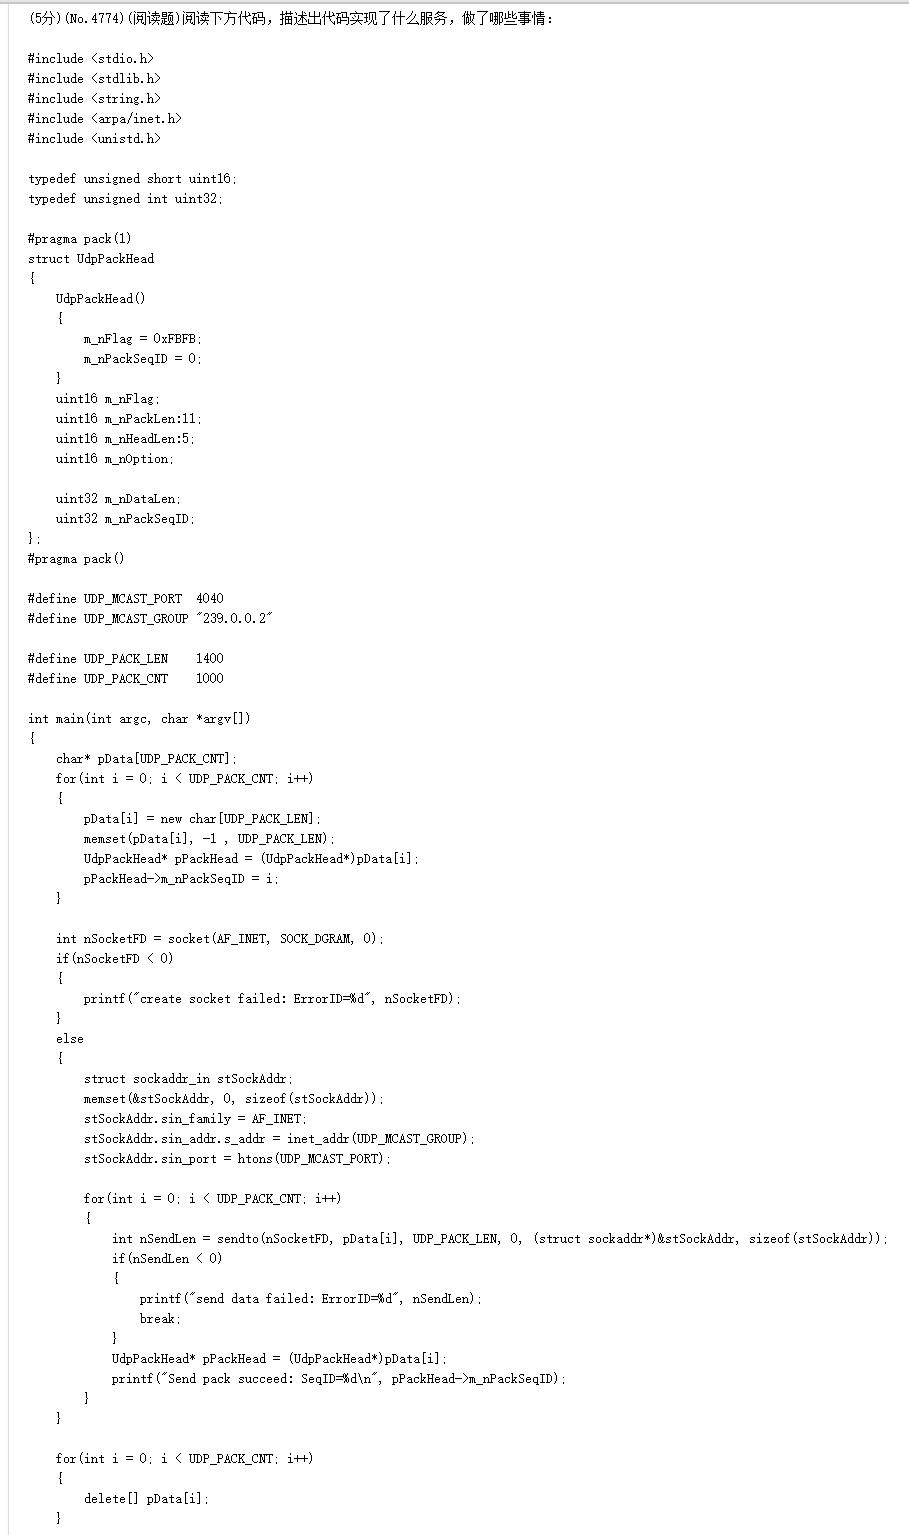 (5分)(No.4774)(阅读题)阅读下方代码，描述出代码实现了什么服务，做了哪些事情：
#include <stdio.h>
#include <stdlib.h>
#include <string.h>
#include <arpa/inet.h>
#include <unistd.h>
typedef unsigned short uint16;
typedef unsigned int uint32;
#pragma pack(1)
struct UdpPackHead
{
    UdpPackHead()
    {
        m_nFlag = 0xFBFB;
        m_nPackSeqID = 0;
    }
    uint16 m_nFlag;
    uint16 m_nPackLen:11;
    uint16 m_nHeadLen:5;
    uint16 m_nOption;
    uint32 m_nDataLen;
    uint32 m_nPackSeqID;
};
#pragma pack()
#define UDP_MCAST_PORT  4040
#define UDP_MCAST_GROUP "239.0.0.2"
#define UDP_PACK_LEN    1400
#define UDP_PACK_CNT    1000
int main(int argc, char *argv[])
{
    char* pData[UDP_PACK_CNT];
    for(int i = 0; i < UDP_PACK_CNT; i++)
    {
        pData[i] = new char[UDP_PACK_LEN];
        memset(pData[i], -1 , UDP_PACK_LEN);
        UdpPackHead* pPackHead = (UdpPackHead*)pData[i];
        pPackHead->m_nPackSeqID = i;
    }
    int nSocketFD = socket(AF_INET, SOCK_DGRAM, 0);
    if(nSocketFD < 0)
    {
        printf("create socket failed: ErrorID=%d", nSocketFD);
    }
    else
    {
        struct sockaddr_in stSockAddr;
        memset(&stSockAddr, 0, sizeof(stSockAddr));
        stSockAddr.sin_family = AF_INET;
        stSockAddr.sin_addr.s_addr = inet_addr(UDP_MCAST_GROUP);
        stSockAddr.sin_port = htons(UDP_MCAST_PORT);
        for(int i = 0; i < UDP_PACK_CNT; i++)
        {
            int nSendLen = sendto(nSocketFD, pData[i], UDP_PACK_LEN, 0, (struct sockaddr*)&stSockAddr, sizeof(stSockAddr));
            if(nSendLen < 0)
            {
                printf("send data failed: ErrorID=%d", nSendLen);
                break;
            }
            UdpPackHead* pPackHead = (UdpPackHead*)pData[i];
            printf("Send pack succeed: SeqID=%d\n", pPackHead->m_nPackSeqID);
        }
    }
    for(int i = 0; i < UDP_PACK_CNT; i++)
    {
        delete[] pData[i];
    }